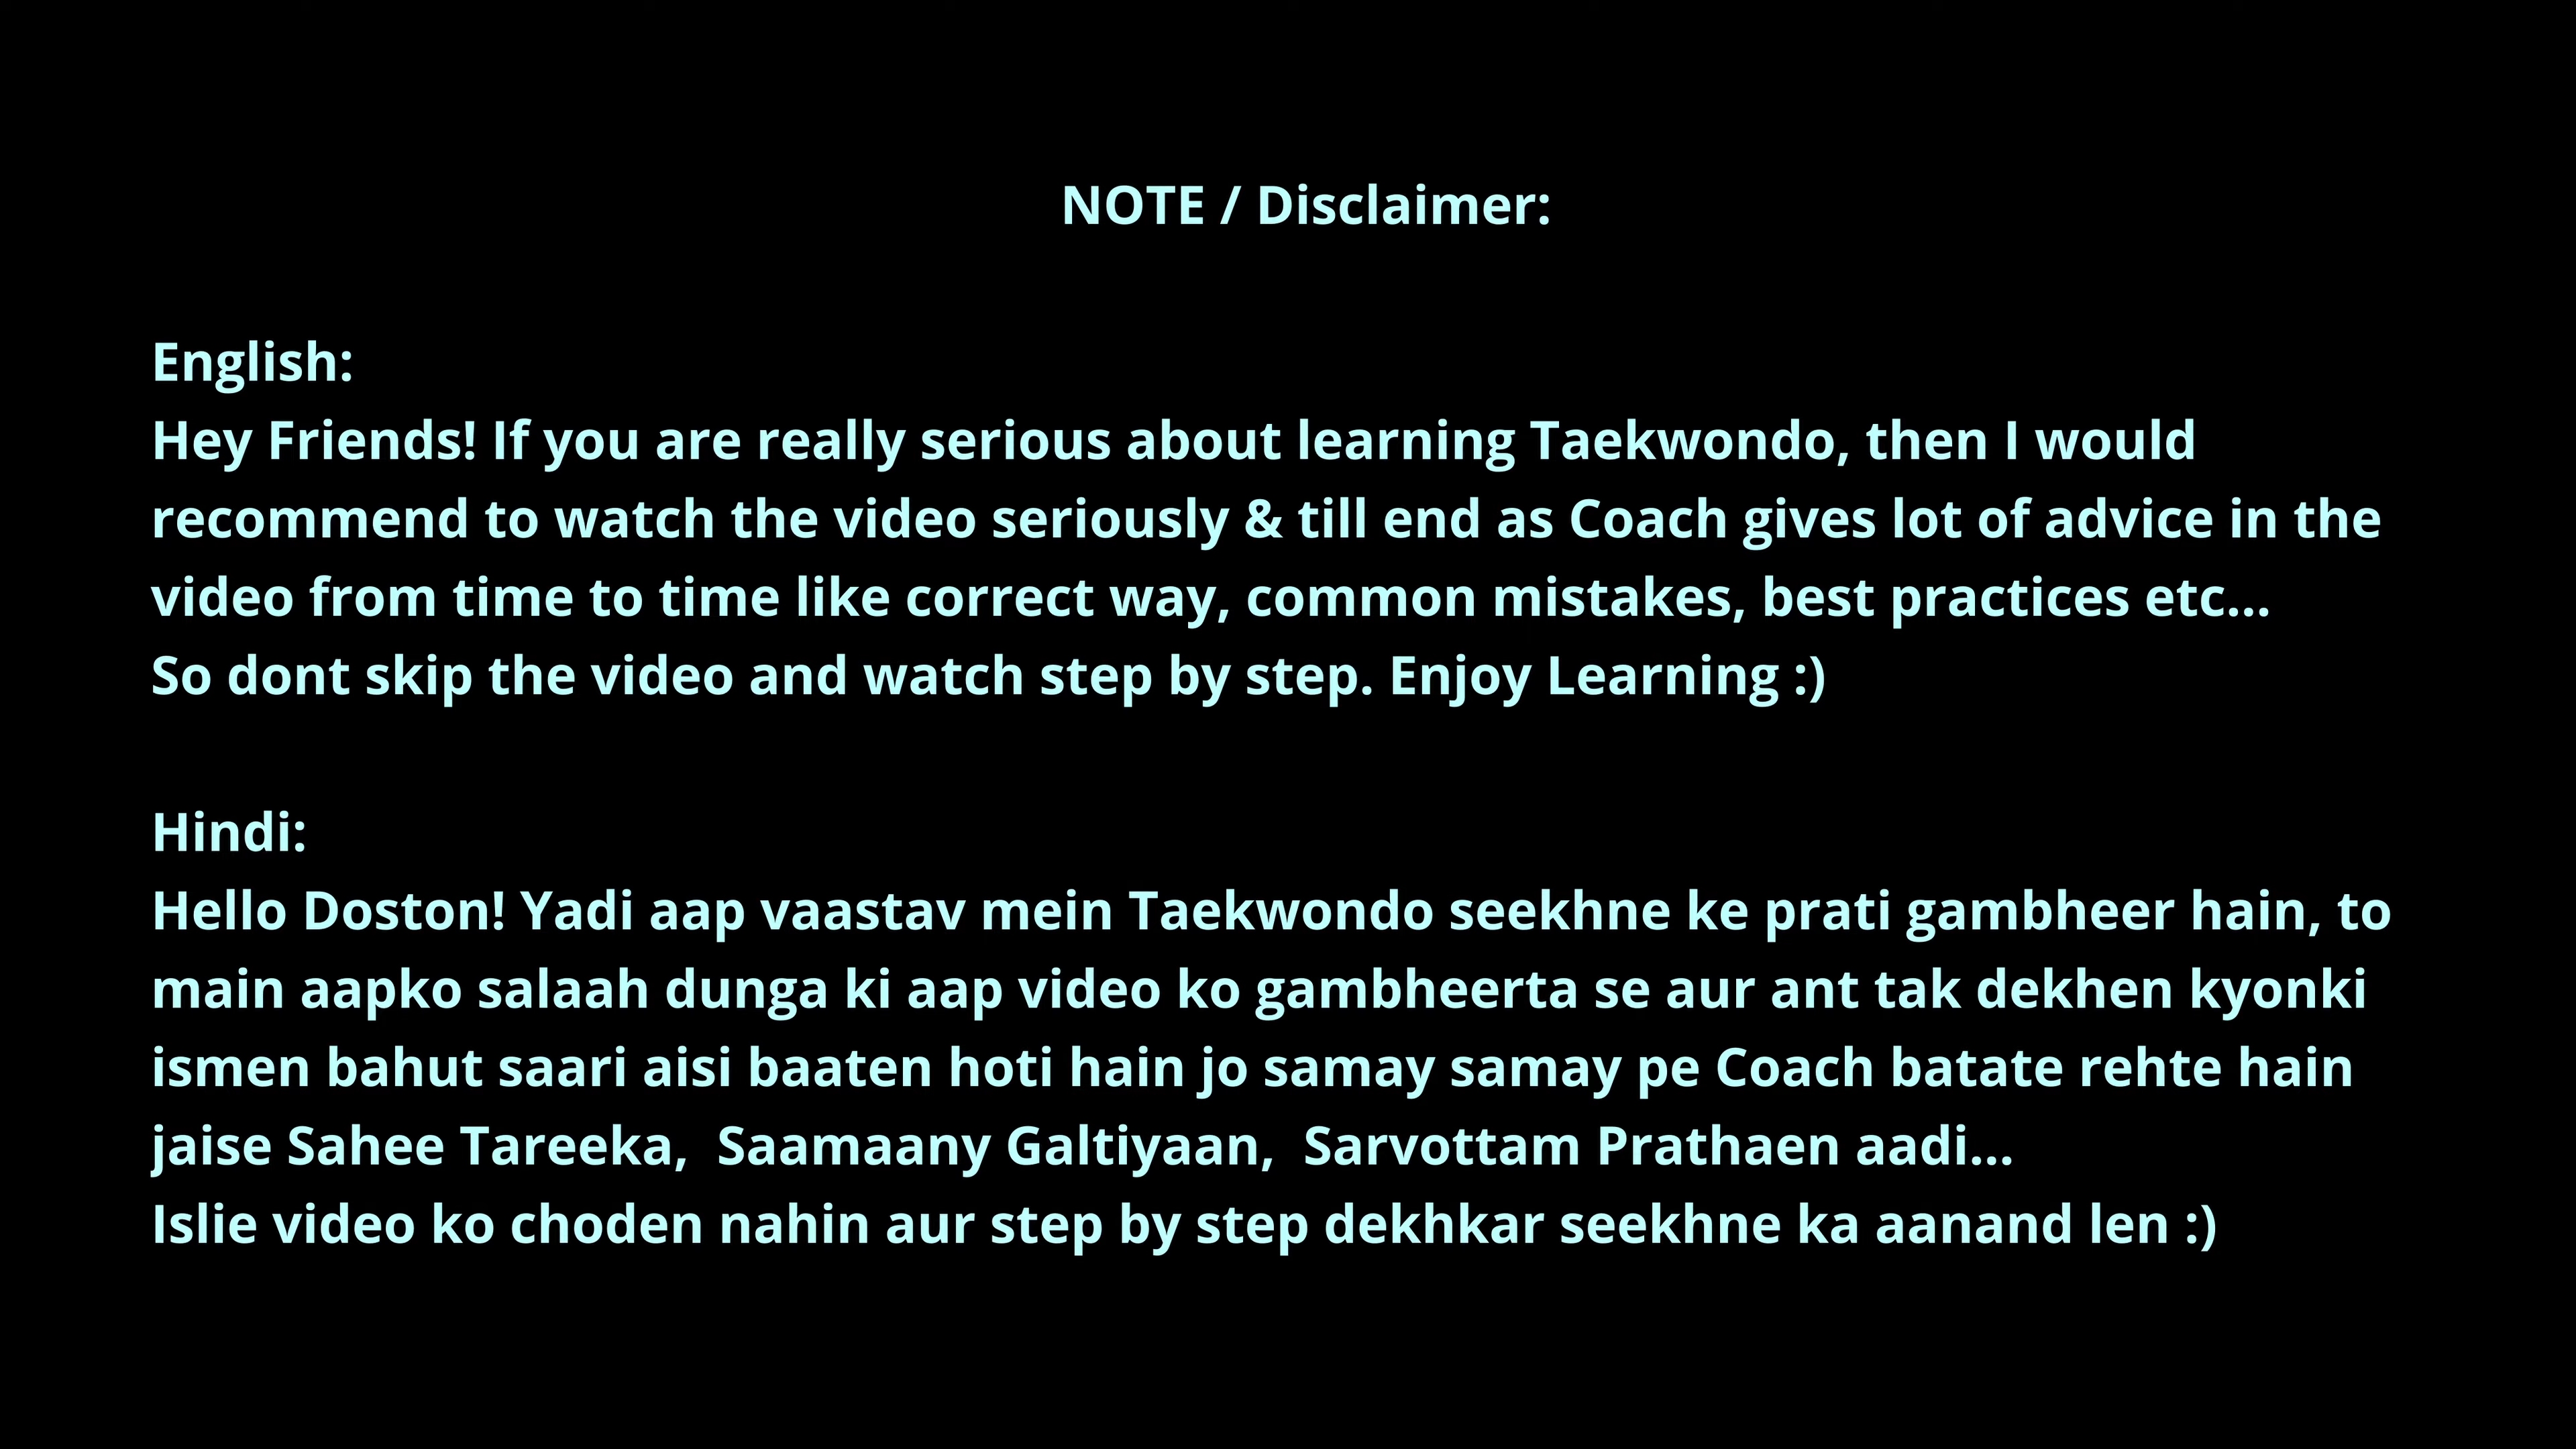 NOTE / Disclaimer:
English:
Hey Friends! If you are really serious about learning Taekwondo, then I would
recommend to watch the video seriously & till end as Coach gives lot of advice in the
video from time to time like correct way, common mistakes, best practices etc...
So dont skip the video and watch step by step. Enjoy Learning :)
Hindi:
Hello Doston! Yadi aap vaastav mein Taekwondo seekhne ke prati gambheer hain, to
main aapko salaah dunga ki aap video ko gambheerta se aur ant tak dekhen kyonki
ismen bahut saari aisi baaten hoti hain jo samay samay pe Coach batate rehte hain
jaise Sahee Tareeka,  Saamaany Galtiyaan,  Sarvottam Prathaen aadi...
Islie video ko choden nahin aur step by step dekhkar seekhne ka aanand len :)